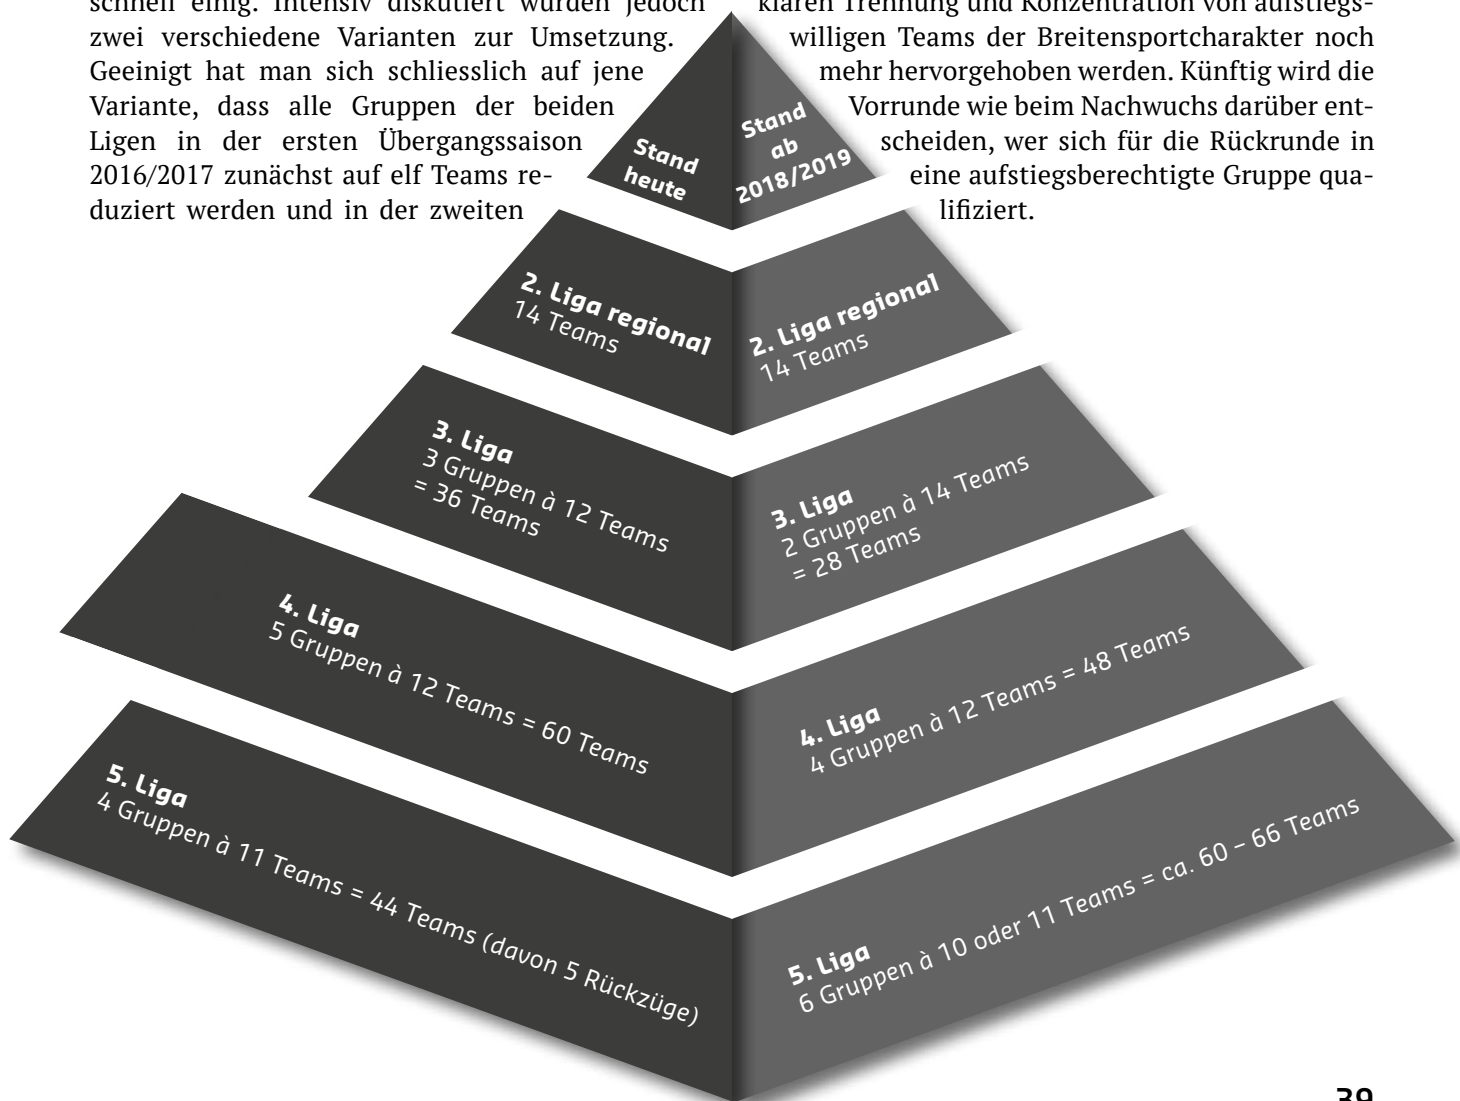 schnell einig. Intensiv diskutiert wurden jedoch
zwei verschiedene Varianten zur Umsetzung.
Geeinigt hat man sich schliesslich auf jene
Variante, dass alle Gruppen der beiden
Ligen in der ersten Übergangssaison
2016/2017 zunächst auf elf Teams re-
duziert werden und in der zweiten
klaren Trennung und Konzentration von aufstiegs-
willigen Teams der Breitensportcharakter noch
mehr hervorgehoben werden. Künftig wird die
Vorrunde wie beim Nachwuchs darüber ent-
scheiden, wer sich für die Rückrunde in
eine aufstiegsberechtigte Gruppe qua-
lifiziert.
Stand
heute
2. Liga regional
14 Teams
3. Liga
3 Gruppen à 12 Teams
= 36 Teams
4. Liga
5 Gruppen à 12 Teams = 60 Teams
5. Liga
4 Gruppen à 11 Teams = 44 Teams (davon 5 Rückzüge)
Stand
ab
2018/2019
2. Liga regional
14 Teams
3. Liga
2 Gruppen à 14 Teams
= 28 Teams
4. Liga
4 Gruppen à 12 Teams = 48 Teams
5. Liga
6 Gruppen à 10 oder 11 Teams = ca. 60 – 66 Teams
39